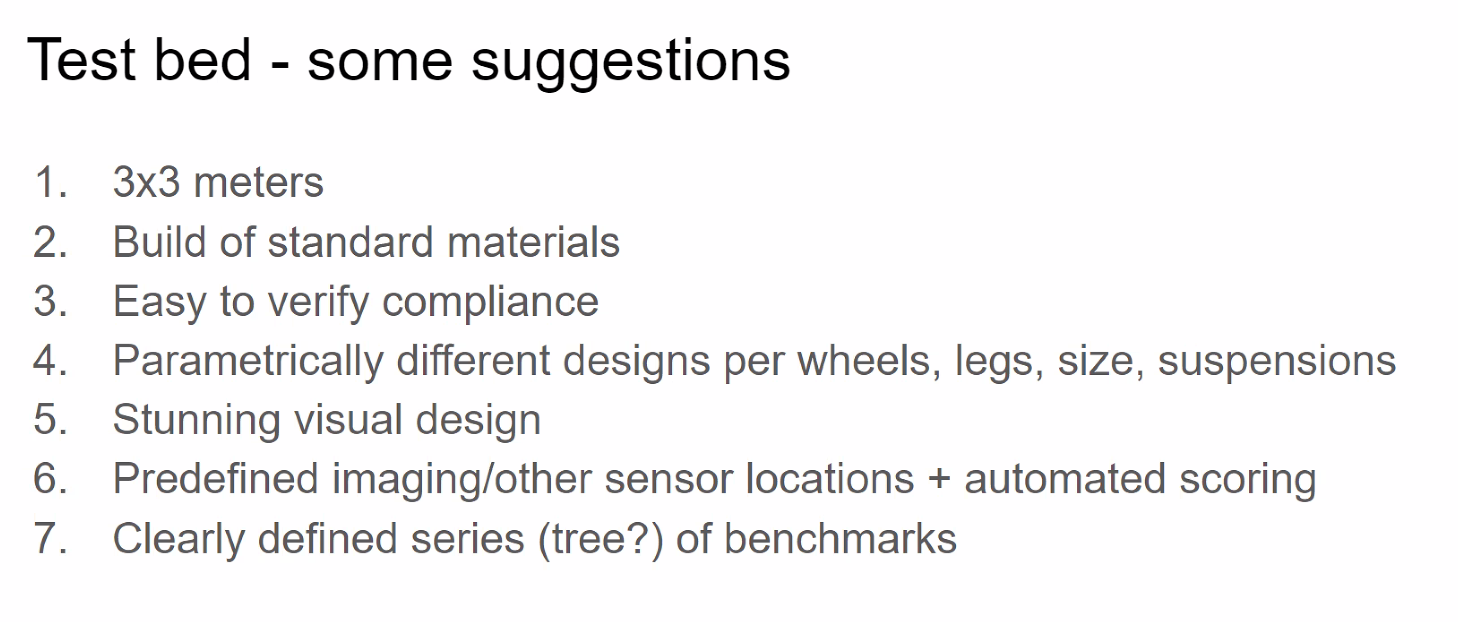 Test bed - some suggestions
1. 3x3 meters
2. Build of standard materials
3. Easy to verify compliance
4. Parametrically different designs per wheels, legs, size, suspensions
5. Stunning visual design
6. Predefined imaging/other sensor locations + automated scoring
7. Clearly defined series (tree?) of benchmarks